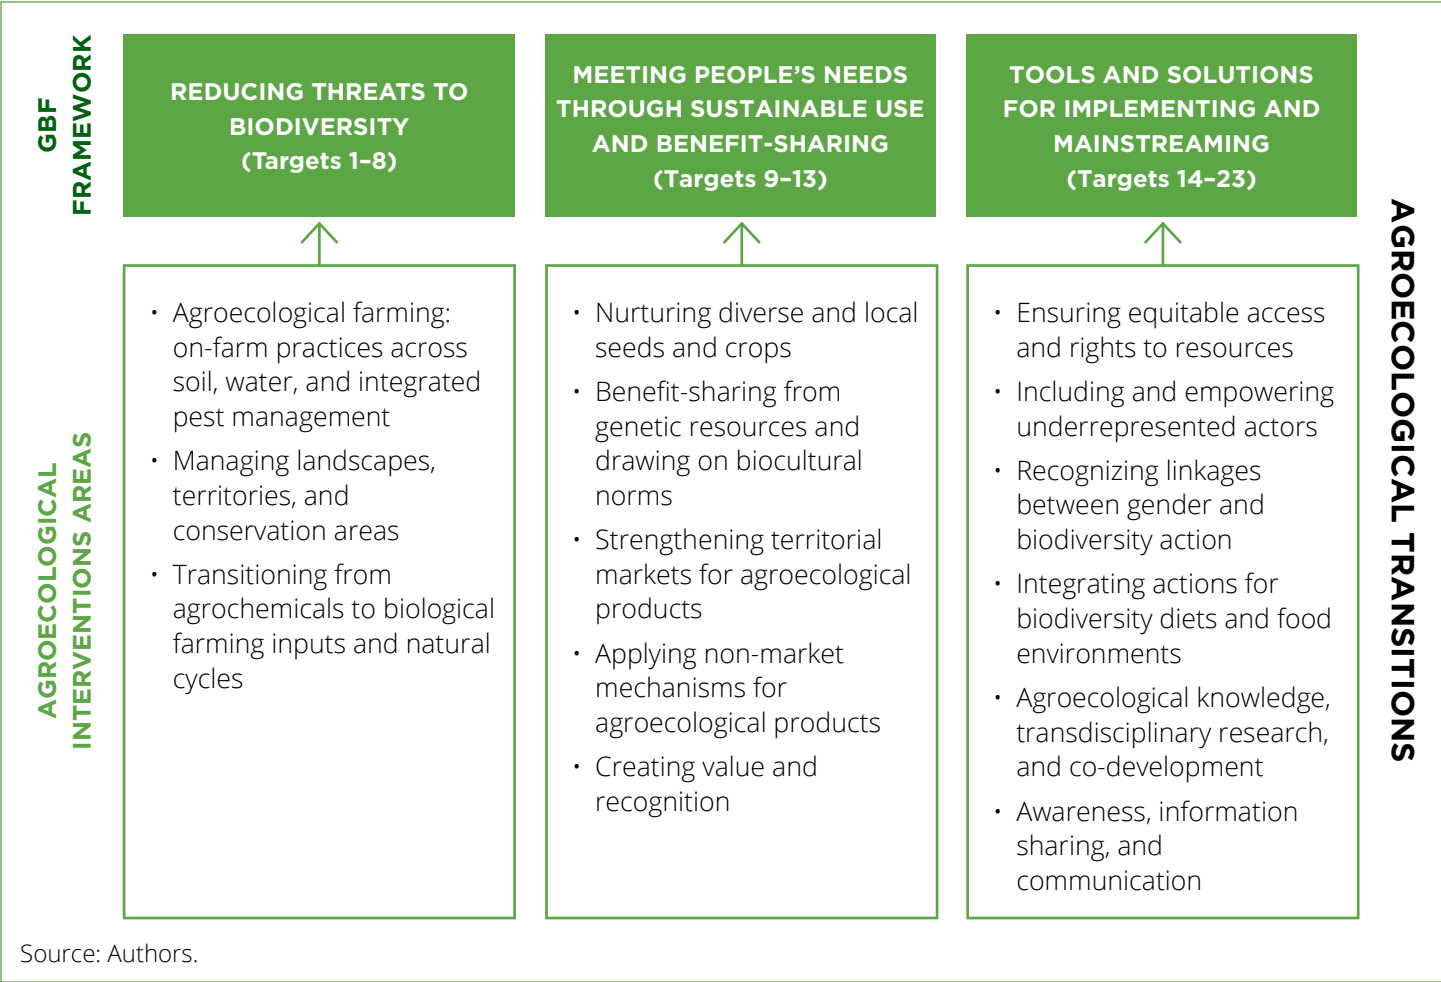 GBF
FRAMEWORK
REDUCING THREATS TO
BIODIVERSITY
(Targets 1–8)
MEETING PEOPLE’S NEEDS
THROUGH SUSTAINABLE USE
AND BENEFIT-SHARING
(Targets 9–13)
TOOLS AND SOLUTIONS
FOR IMPLEMENTING AND
MAINSTREAMING
(Targets 14–23)
AGROECOLOGICAL
INTERVENTIONS AREAS
• Agroecological farming:
on-farm practices across
soil, water, and integrated
pest management
• Managing landscapes,
territories, and
conservation areas
• Transitioning from
agrochemicals to biological
farming inputs and natural
cycles
• Nurturing diverse and local
seeds and crops
• Benefit-sharing from
genetic resources and
drawing on biocultural
norms
• Strengthening territorial
markets for agroecological
products
• Applying non-market
mechanisms for
agroecological products
• Creating value and
recognition
• Ensuring equitable access
and rights to resources
• Including and empowering
underrepresented actors
• Recognizing linkages
between gender and
biodiversity action
• Integrating actions for
biodiversity diets and food
environments
• Agroecological knowledge,
transdisciplinary research,
and co-development
• Awareness, information
sharing, and
communication
AGROECOLOGICAL TRANSITIONS
Source: Authors.